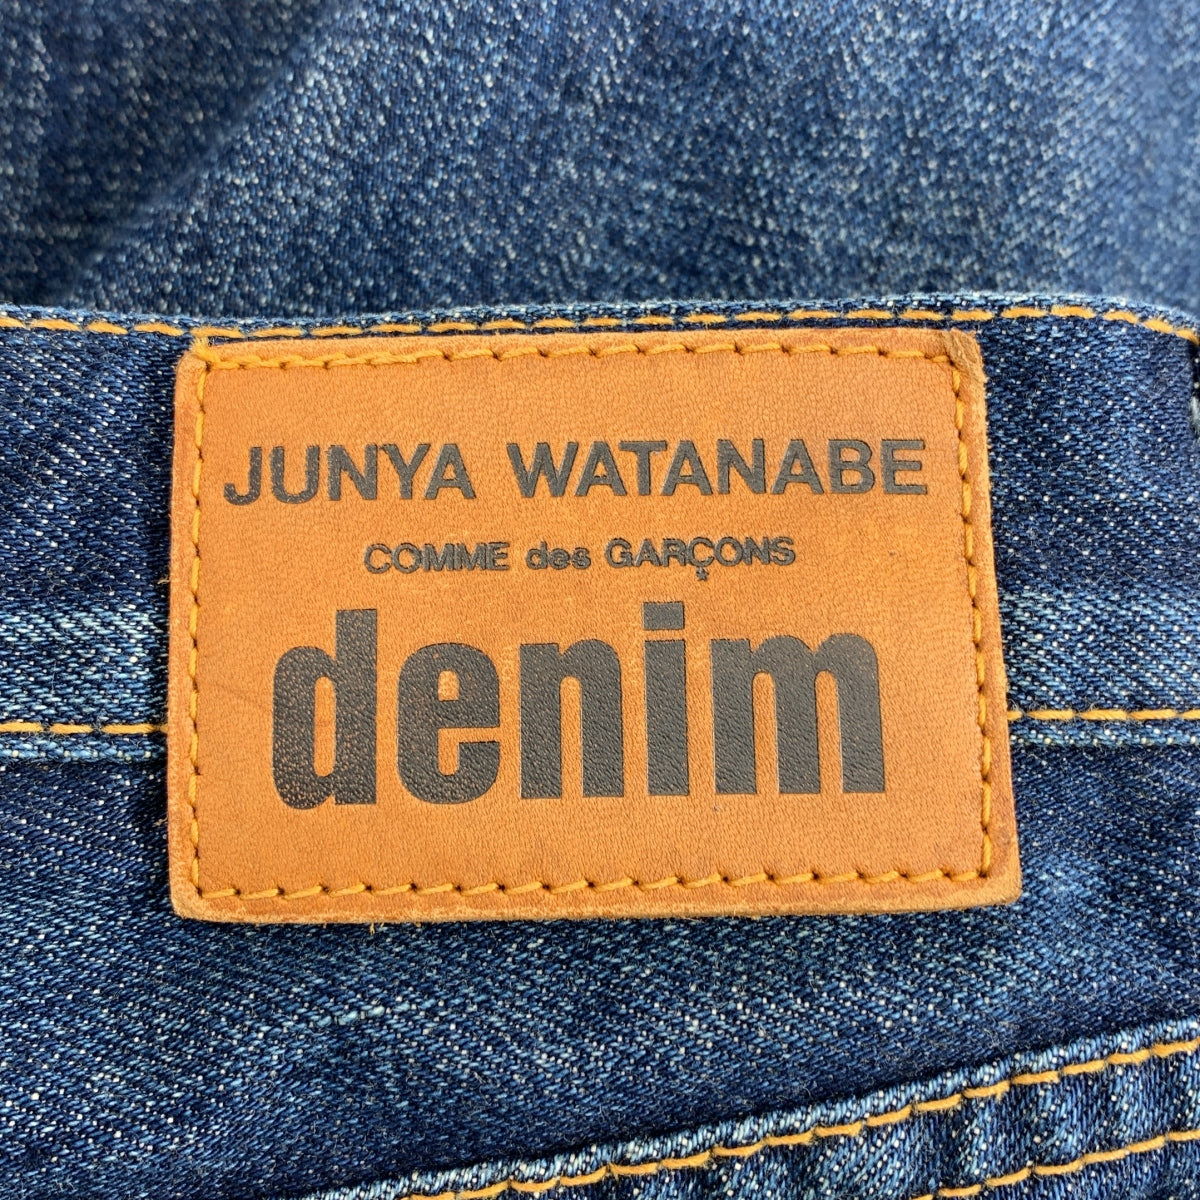 JUNYA WATANABE
COMME des GARÇONS
denim